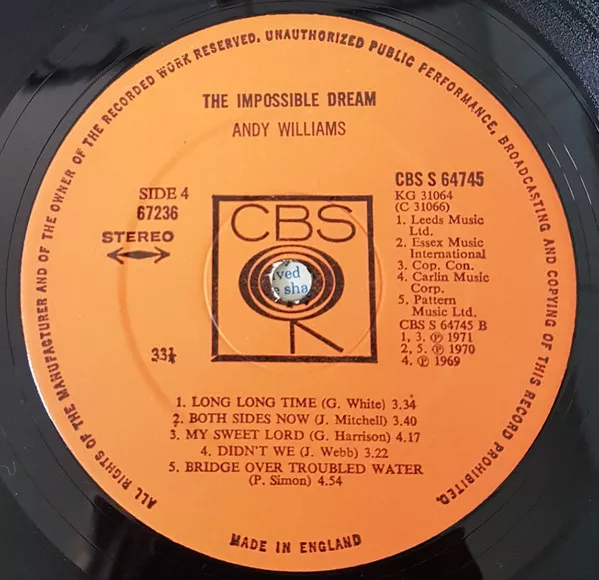 ALL RIGHTS OF THE MANUFACTURER AND OF THE OWNER OF THE RECORDED WORK RESERVED. UNAUTHORIZED PUBLIC PERFORMANCE, BROADCASTING AND COPYING OF THIS RECORD PROHIBITED.
THE IMPOSSIBLE DREAM
ANDY WILLIAMS
SIDE 4
67236
STEREO
33⅓
CBS
CBS S 64745
KG 31064
(C 31066)
1. Leeds Music
Ltd.
2. Essex Music
International
3. Cop. Con.
4. Carlin Music
Corp.
5. Pattern
Music Ltd.
CBS S 64745 B
1, 3. ℗ 1971
2, 5. ℗ 1970
4. ℗ 1969
ved
sha
1. LONG LONG TIME (G. White) 3.34
2. BOTH SIDES NOW (J. Mitchell) 3.40
3. MY SWEET LORD (G. Harrison) 4.17
4. DIDN'T WE (J. Webb) 3.22
5. BRIDGE OVER TROUBLED WATER
(P. Simon) 4.54
MADE IN ENGLAND